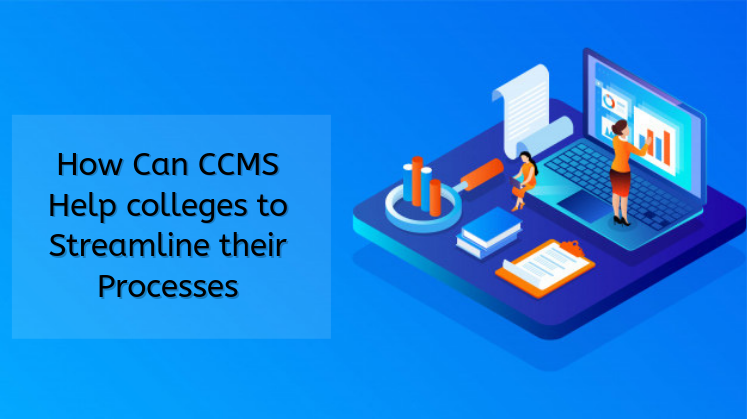 How Can CCMS
Help colleges to
Streamline their
Processes